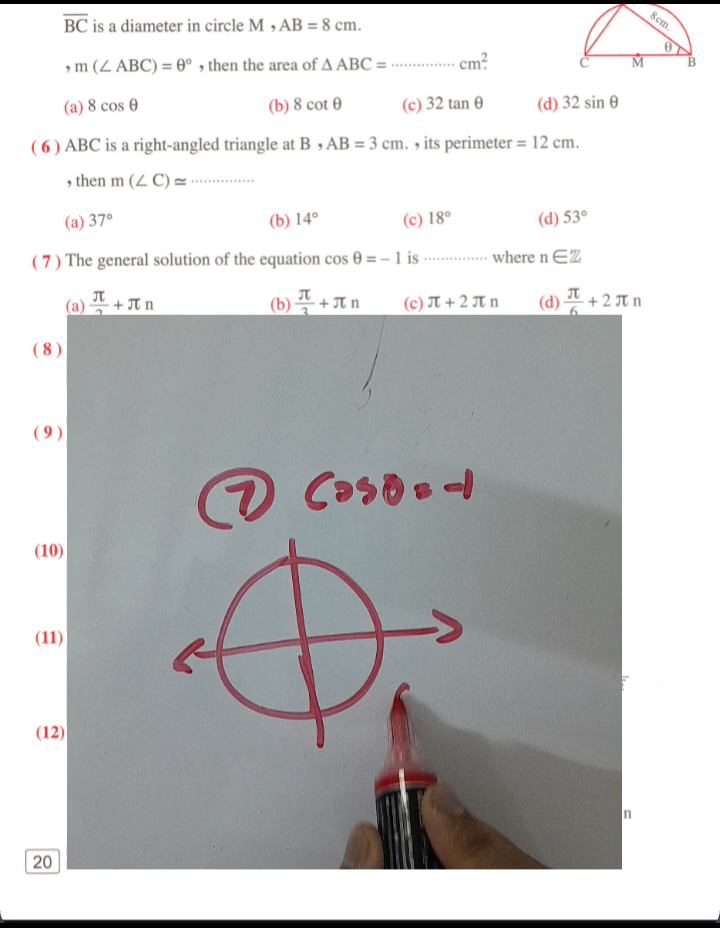 8cm.
θ
C M B
BC is a diameter in circle M , AB = 8 cm.
, m (∠ ABC) = θ° , then the area of Δ ABC = ............... cm²
(a) 8 cos θ (b) 8 cot θ (c) 32 tan θ (d) 32 sin θ
(6) ABC is a right-angled triangle at B , AB = 3 cm. , its perimeter = 12 cm.
, then m (∠ C) ≃ ...............
(a) 37° (b) 14° (c) 18° (d) 53°
(7) The general solution of the equation cos θ = – 1 is ............... where n ∈ ℤ
(a) π/2 + π n (b) π/3 + π n (c) π + 2 π n (d) π/6 + 2 π n
(8)
(9)
7 Cosθ = -1
(10)
(11)
(12)
n
20